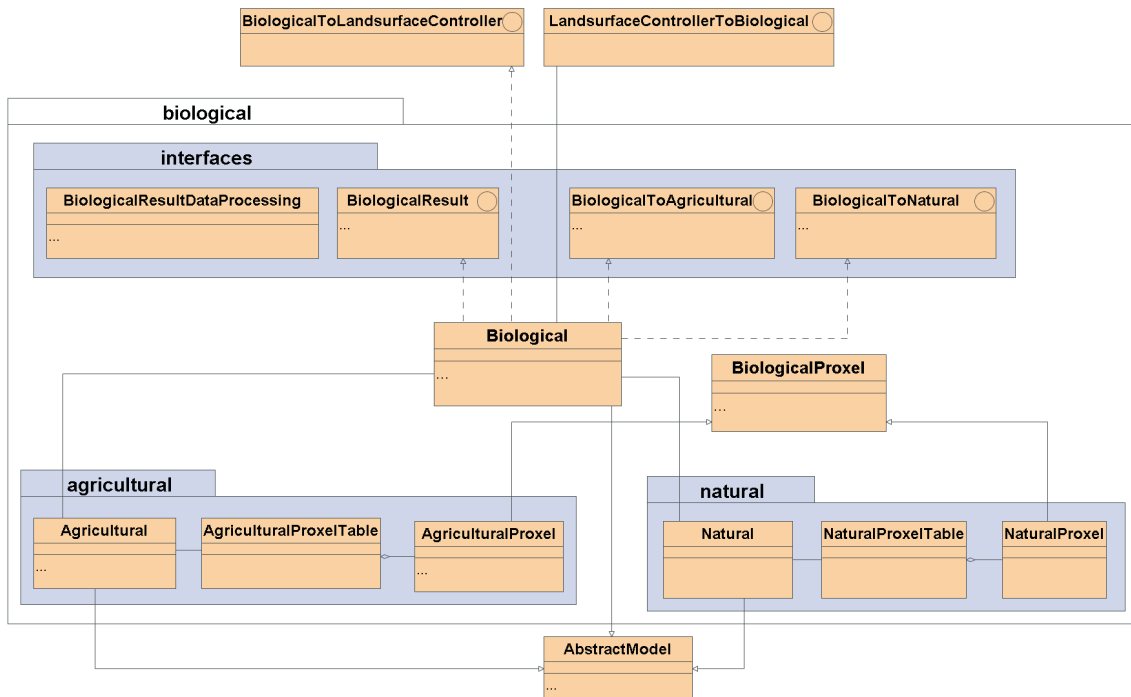 BiologicalToLandsurfaceController
LandsurfaceControllerToBiological
biological
interfaces
BiologicalResultDataProcessing
...
BiologicalResult
...
BiologicalToAgricultural
...
BiologicalToNatural
...
Biological
...
BiologicalProxel
...
agricultural
Agricultural
...
AgriculturalProxelTable
AgriculturalProxel
...
natural
Natural
NaturalProxelTable
NaturalProxel
AbstractModel
...